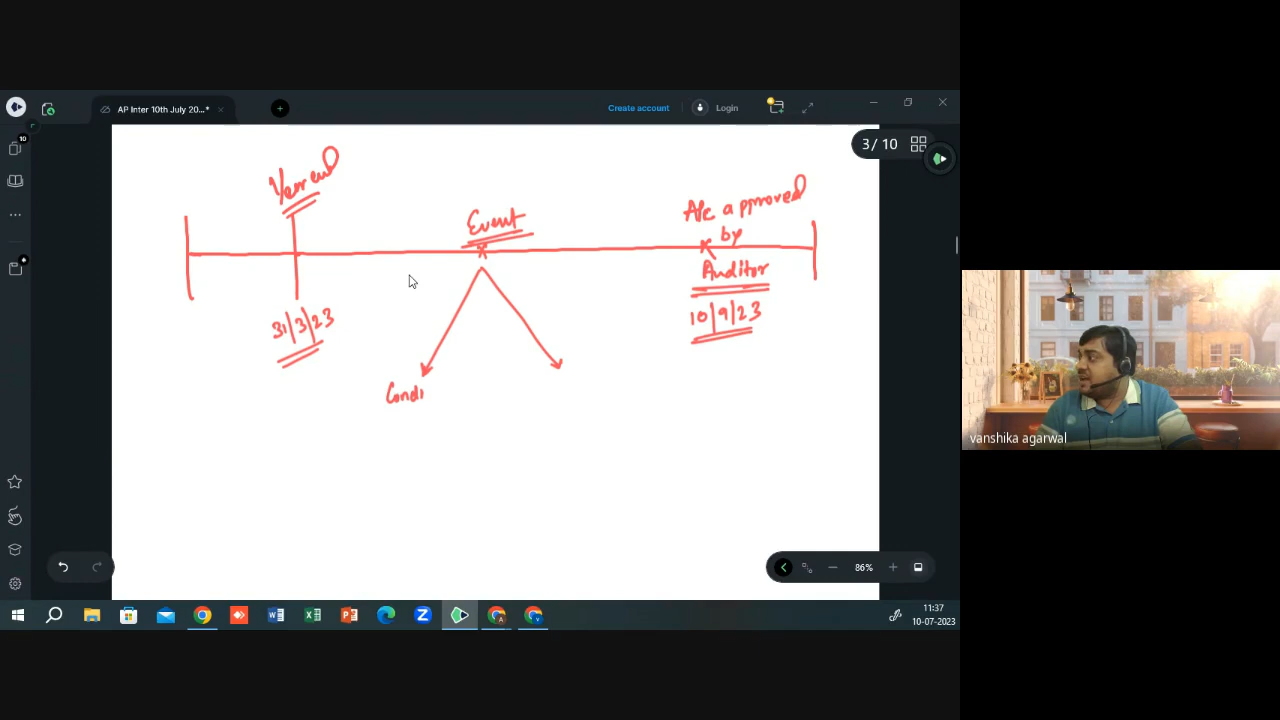 AP Inter 10th July 20...*
Create account
Login
3 / 10
10
Year end
Event
A/c approved
by
Auditor
31/3/23
10/9/23
Condi
vanshika agarwal
86%
11:37
10-07-2023